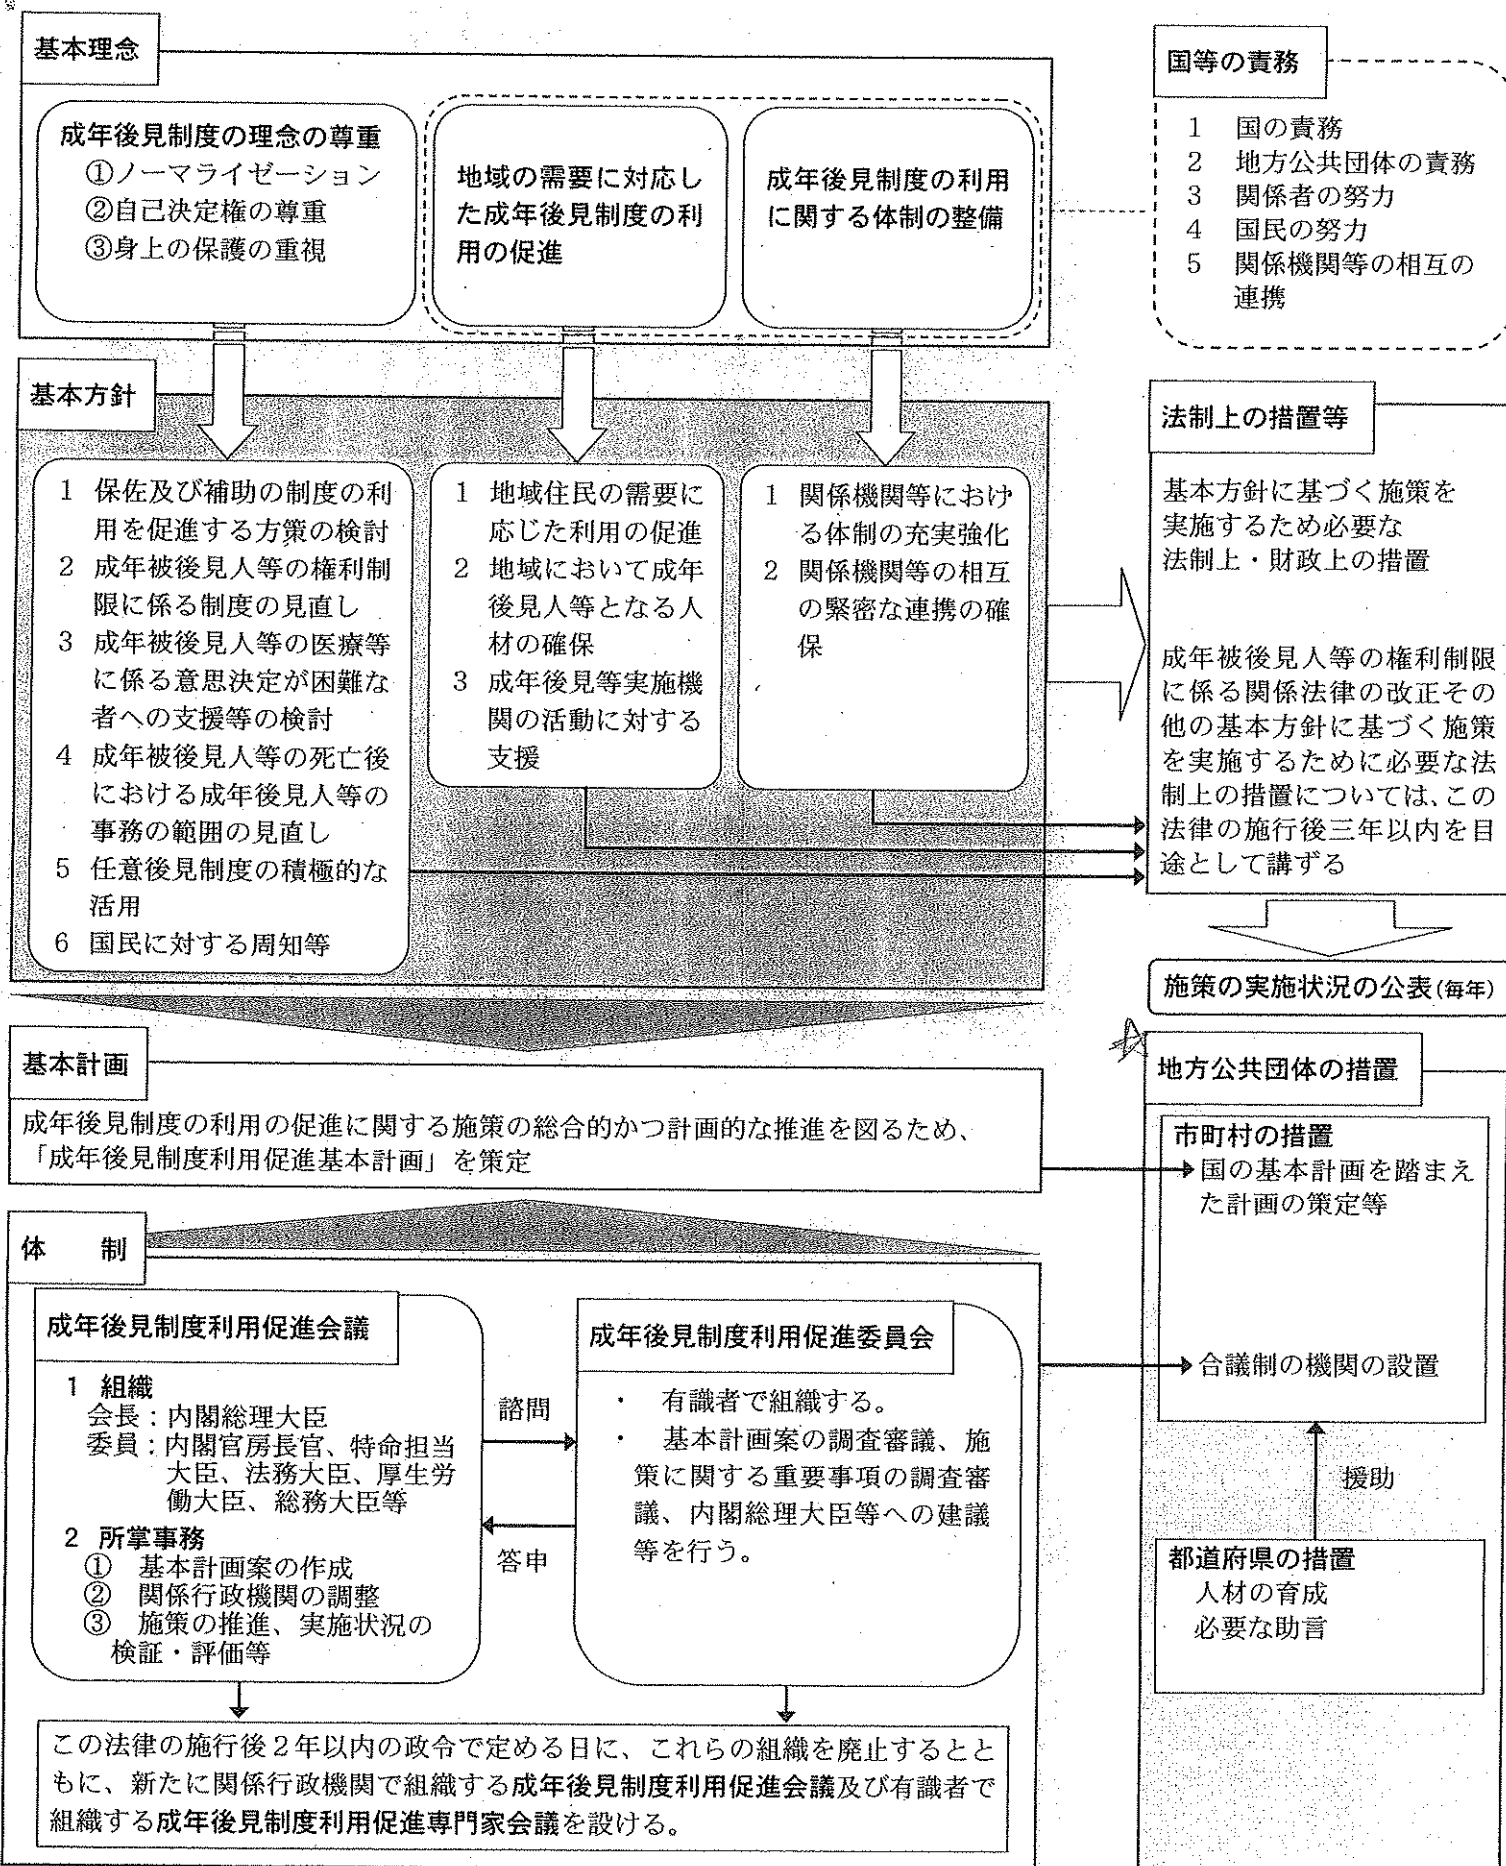 基本理念
成年後見制度の理念の尊重
①ノーマライゼーション
②自己決定権の尊重
③身上の保護の重視
地域の需要に対応し
た成年後見制度の利
用の促進
成年後見制度の利用
に関する体制の整備
国等の責務
1 国の責務
2 地方公共団体の責務
3 関係者の努力
4 国民の努力
5 関係機関等の相互の
連携
基本方針
1 保佐及び補助の制度の利
用を促進する方策の検討
2 成年被後見人等の権利制
限に係る制度の見直し
3 成年被後見人等の医療等
に係る意思決定が困難な
者への支援等の検討
4 成年被後見人等の死亡後
における成年後見人等の
事務の範囲の見直し
5 任意後見制度の積極的な
活用
6 国民に対する周知等
1 地域住民の需要に
応じた利用の促進
2 地域において成年
後見人等となる人
材の確保
3 成年後見等実施機
関の活動に対する
支援
1 関係機関等におけ
る体制の充実強化
2 関係機関等の相互
の緊密な連携の確
保
法制上の措置等
基本方針に基づく施策を
実施するため必要な
法制上・財政上の措置
成年被後見人等の権利制限
に係る関係法律の改正その
他の基本方針に基づく施策
を実施するために必要な法
制上の措置については、この
法律の施行後三年以内を目
途として講ずる
施策の実施状況の公表(毎年)
基本計画
成年後見制度の利用の促進に関する施策の総合的かつ計画的な推進を図るため、
「成年後見制度利用促進基本計画」を策定
地方公共団体の措置
市町村の措置
国の基本計画を踏まえ
た計画の策定等
合議制の機関の設置
援助
都道府県の措置
人材の育成
必要な助言
体　制
成年後見制度利用促進会議
1 組織
会長：内閣総理大臣
委員：内閣官房長官、特命担当
大臣、法務大臣、厚生労
働大臣、総務大臣等
2 所掌事務
① 基本計画案の作成
② 関係行政機関の調整
③ 施策の推進、実施状況の
検証・評価等
諮問
答申
成年後見制度利用促進委員会
・ 有識者で組織する。
・ 基本計画案の調査審議、施
策に関する重要事項の調査審
議、内閣総理大臣等への建議
等を行う。
この法律の施行後２年以内の政令で定める日に、これらの組織を廃止するとと
もに、新たに関係行政機関で組織する成年後見制度利用促進会議及び有識者で
組織する成年後見制度利用促進専門家会議を設ける。